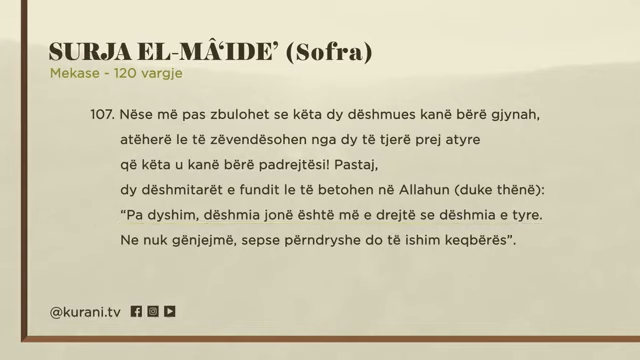 SURJA EL-MÂ‘IDE’ (Sofra)
Mekase - 120 vargje
107. Nëse më pas zbulohet se këta dy dëshmues kanë bërë gjynah,
atëherë le të zëvendësohen nga dy të tjerë prej atyre
që këta u kanë bërë padrejtësi! Pastaj,
dy dëshmitarët e fundit le të betohen në Allahun (duke thënë):
“Pa dyshim, dëshmia jonë është më e drejtë se dëshmia e tyre.
Ne nuk gënjejmë, sepse përndryshe do të ishim keqbërës”.
@kurani.tv